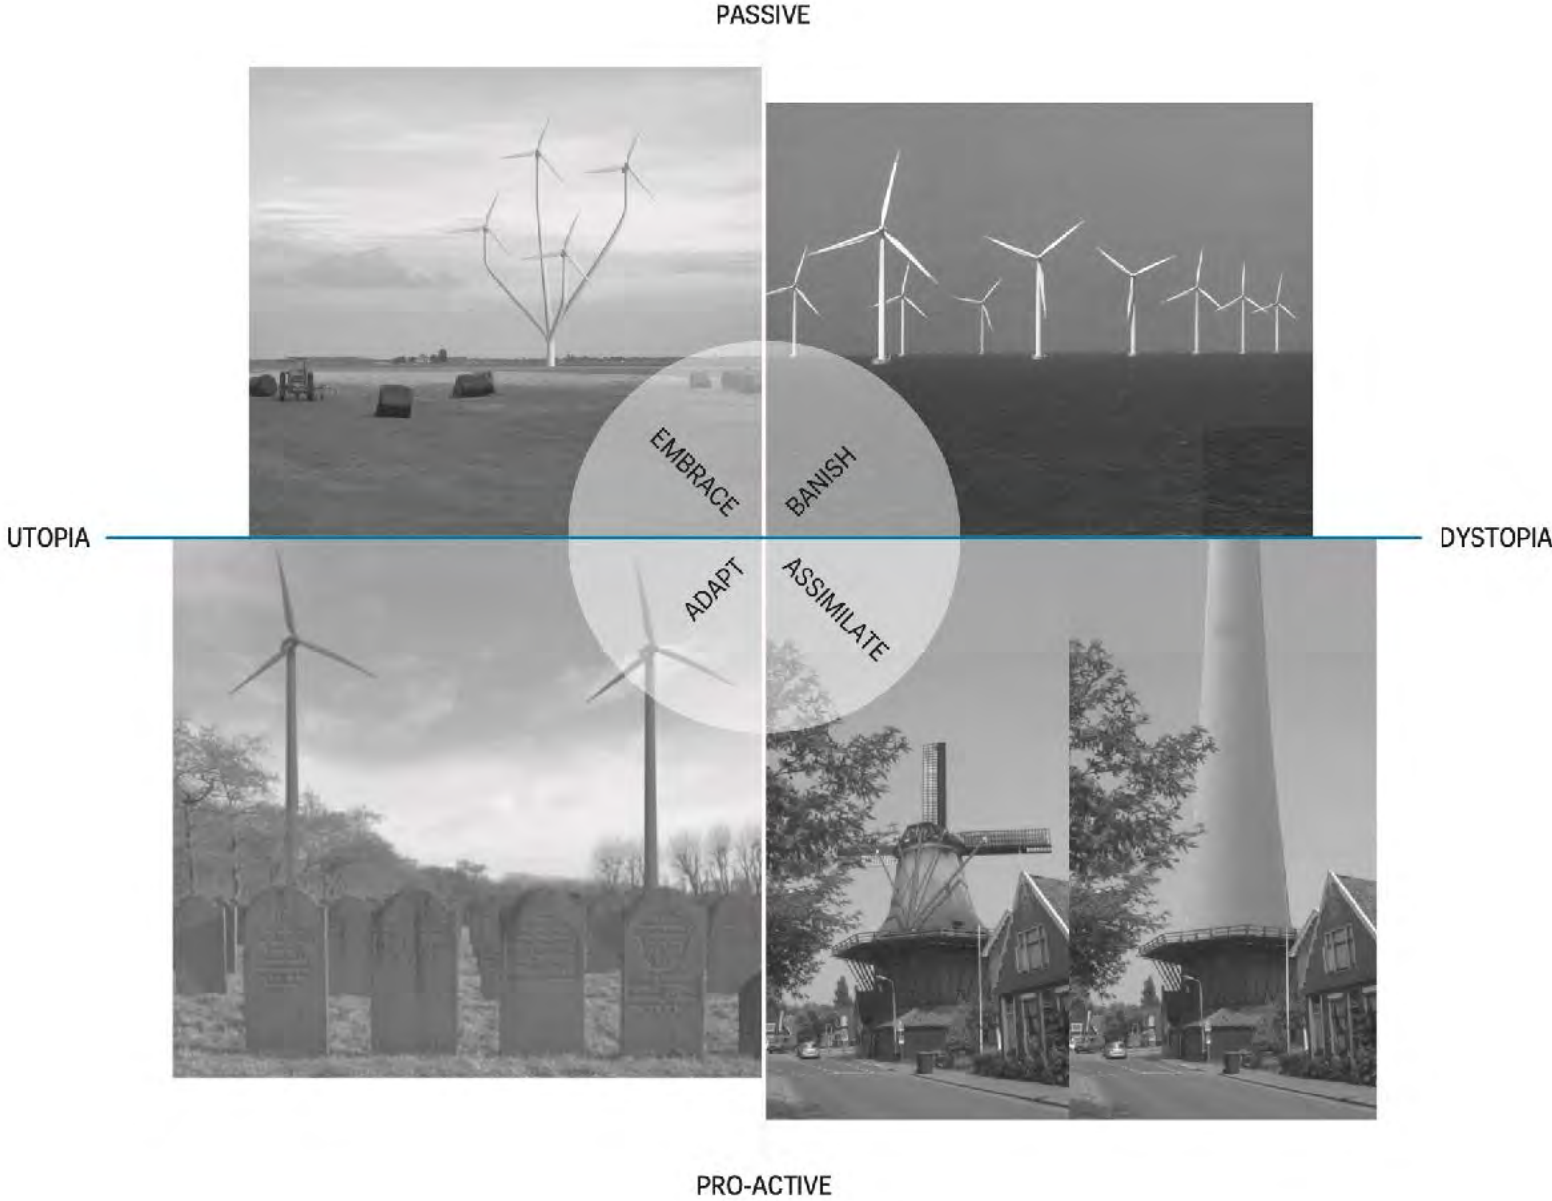 PASSIVE
EMBRACE
BANISH
UTOPIA
DYSTOPIA
ADAPT
ASSIMILATE
PRO-ACTIVE